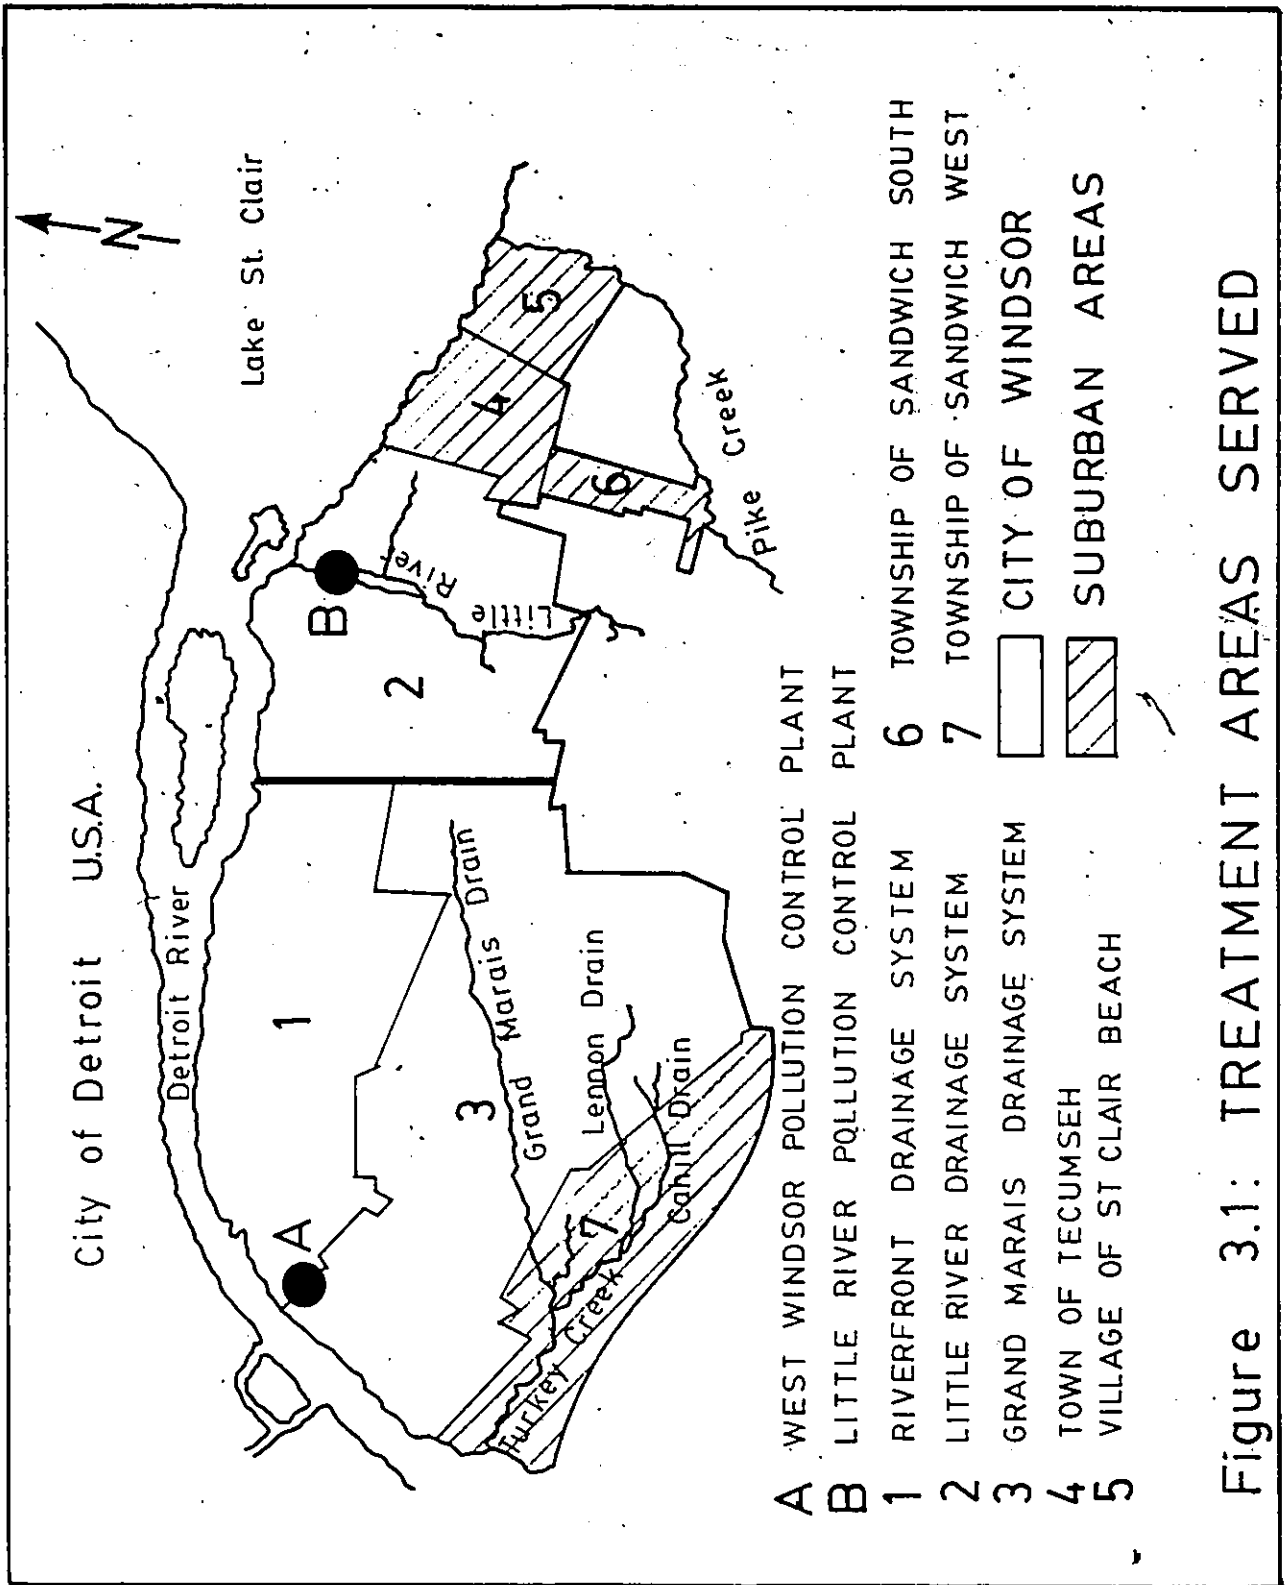 City of Detroit U.S.A.
N
Lake St. Clair
Detroit River
1
A
B
2
Little River
3
Grand Marais Drain
Lennon Drain
Cahill Drain
7
Turkey Creek
4
5
6
Pike Creek
A WEST WINDSOR POLLUTION CONTROL PLANT
B LITTLE RIVER POLLUTION CONTROL PLANT
1 RIVERFRONT DRAINAGE SYSTEM
2 LITTLE RIVER DRAINAGE SYSTEM
3 GRAND MARAIS DRAINAGE SYSTEM
4 TOWN OF TECUMSEH
5 VILLAGE OF ST CLAIR BEACH
6 TOWNSHIP OF SANDWICH SOUTH
7 TOWNSHIP OF SANDWICH WEST
CITY OF WINDSOR
SUBURBAN AREAS
Figure 3.1: TREATMENT AREAS SERVED